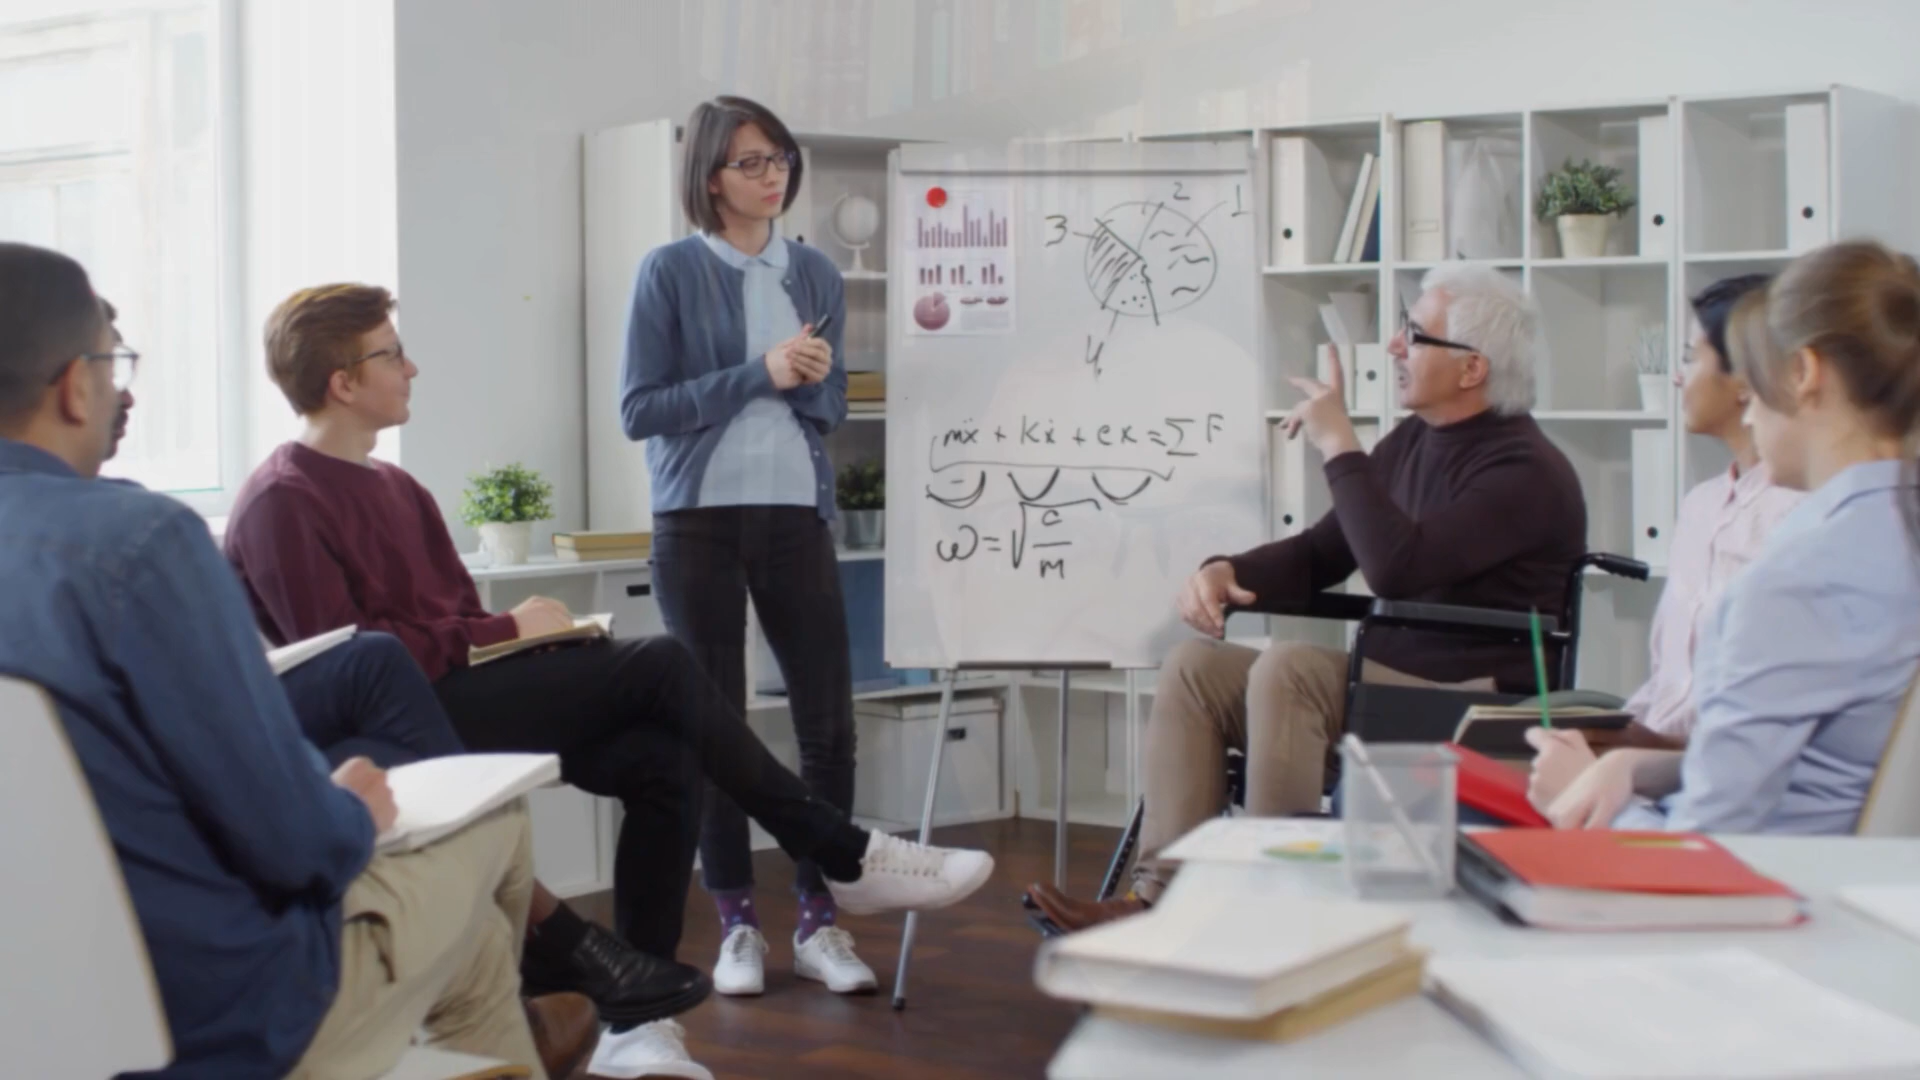 2
1
3
4
mẍ + kẋ + cx = ∑ F
ω = √c/m